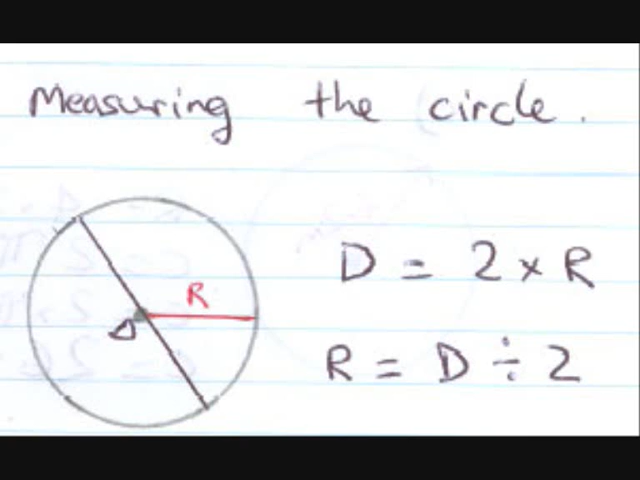 Measuring the circle.
R
D
D = 2 × R
R = D ÷ 2